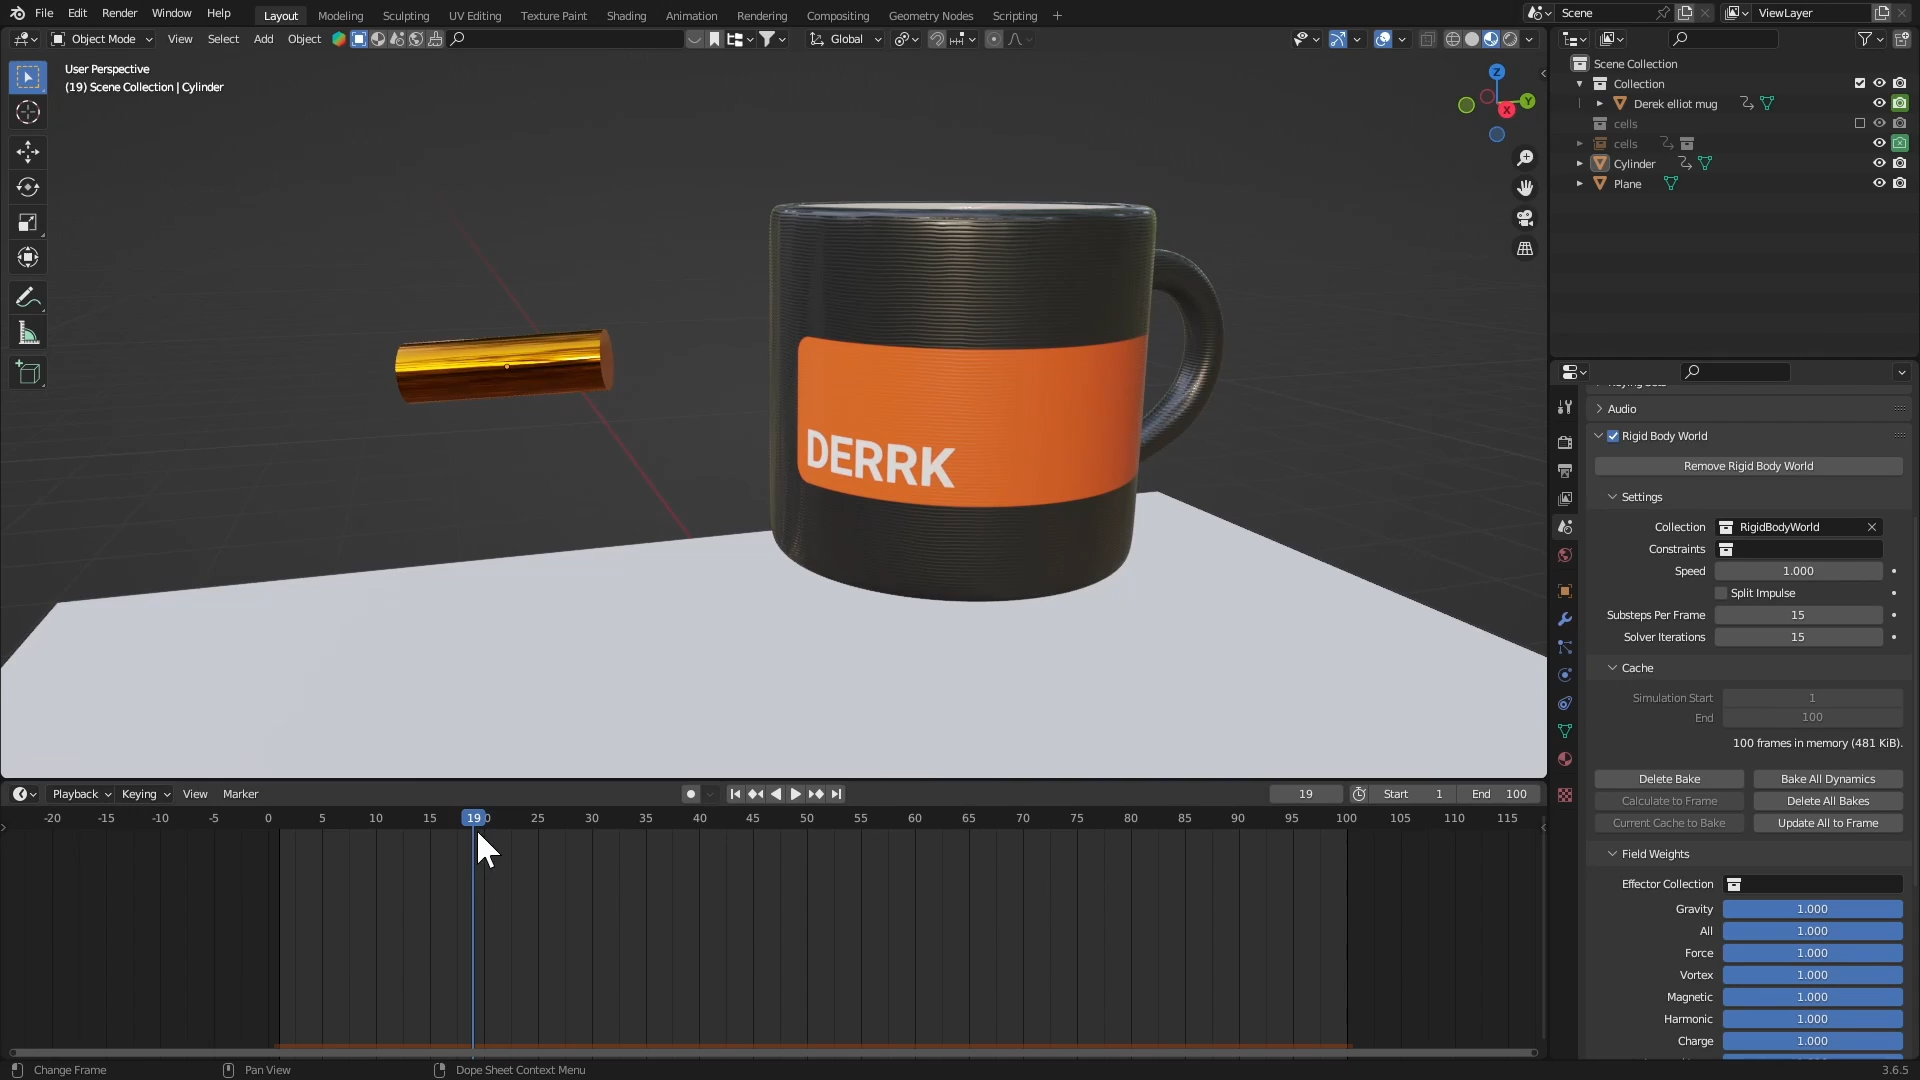 File Edit Render Window Help Layout Modeling Sculpting UV Editing Texture Paint Shading Animation Rendering Compositing Geometry Nodes Scripting + Scene ViewLayer
Object Mode View Select Add Object Global
User Perspective
(19) Scene Collection | Cylinder
Z
Y
X
DERRK
Scene Collection
Collection
Derek elliot mug
cells
cells
Cylinder
Plane
Audio
Rigid Body World
Remove Rigid Body World
Settings
Collection RigidBodyWorld
Constraints
Speed 1.000
Split Impulse
Substeps Per Frame 15
Solver Iterations 15
Cache
Simulation Start 1
End 100
100 frames in memory (481 KiB).
Delete Bake Bake All Dynamics
Calculate to Frame Delete All Bakes
Current Cache to Bake Update All to Frame
Field Weights
Effector Collection
Gravity 1.000
All 1.000
Force 1.000
Vortex 1.000
Magnetic 1.000
Harmonic 1.000
Charge 1.000
Playback Keying View Marker 19 Start 1 End 100
-20 -15 -10 -5 0 5 10 15 19 25 30 35 40 45 50 55 60 65 70 75 80 85 90 95 100 105 110 115
Change Frame Pan View Dope Sheet Context Menu 3.6.5